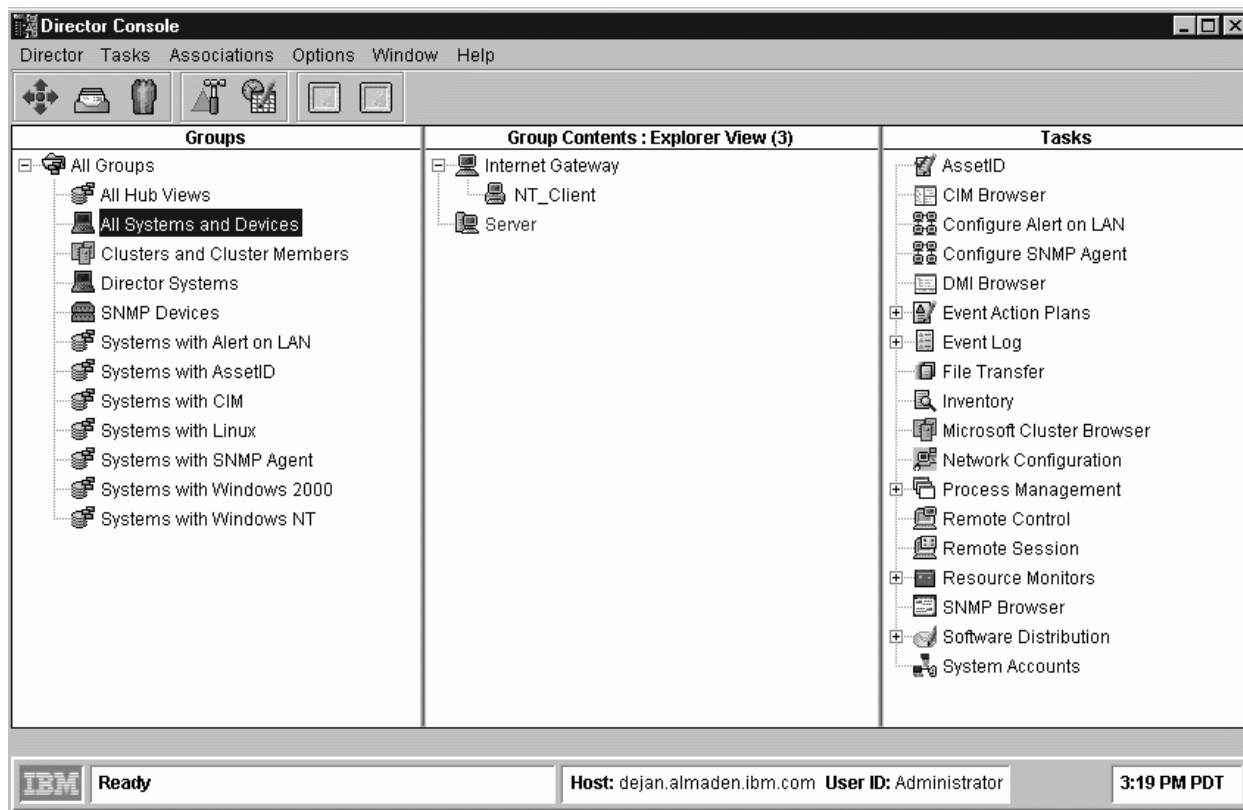 Director Console
Director Tasks Associations Options Window Help
Groups
All Groups
All Hub Views
All Systems and Devices
Clusters and Cluster Members
Director Systems
SNMP Devices
Systems with Alert on LAN
Systems with AssetID
Systems with CIM
Systems with Linux
Systems with SNMP Agent
Systems with Windows 2000
Systems with Windows NT
Group Contents : Explorer View (3)
Internet Gateway
NT_Client
Server
Tasks
AssetID
CIM Browser
Configure Alert on LAN
Configure SNMP Agent
DMI Browser
Event Action Plans
Event Log
File Transfer
Inventory
Microsoft Cluster Browser
Network Configuration
Process Management
Remote Control
Remote Session
Resource Monitors
SNMP Browser
Software Distribution
System Accounts
IBM
Ready
Host: dejan.almaden.ibm.com User ID: Administrator
3:19 PM PDT